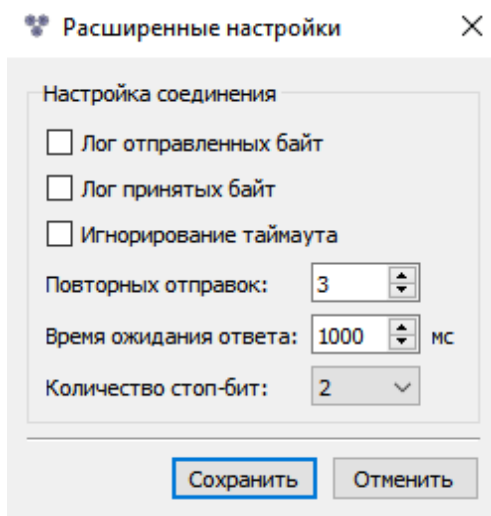 Расширенные настройки
Настройка соединения
Лог отправленных байт
Лог принятых байт
Игнорирование таймаута
Повторных отправок: 3
Время ожидания ответа: 1000 мс
Количество стоп-бит: 2
Сохранить Отменить